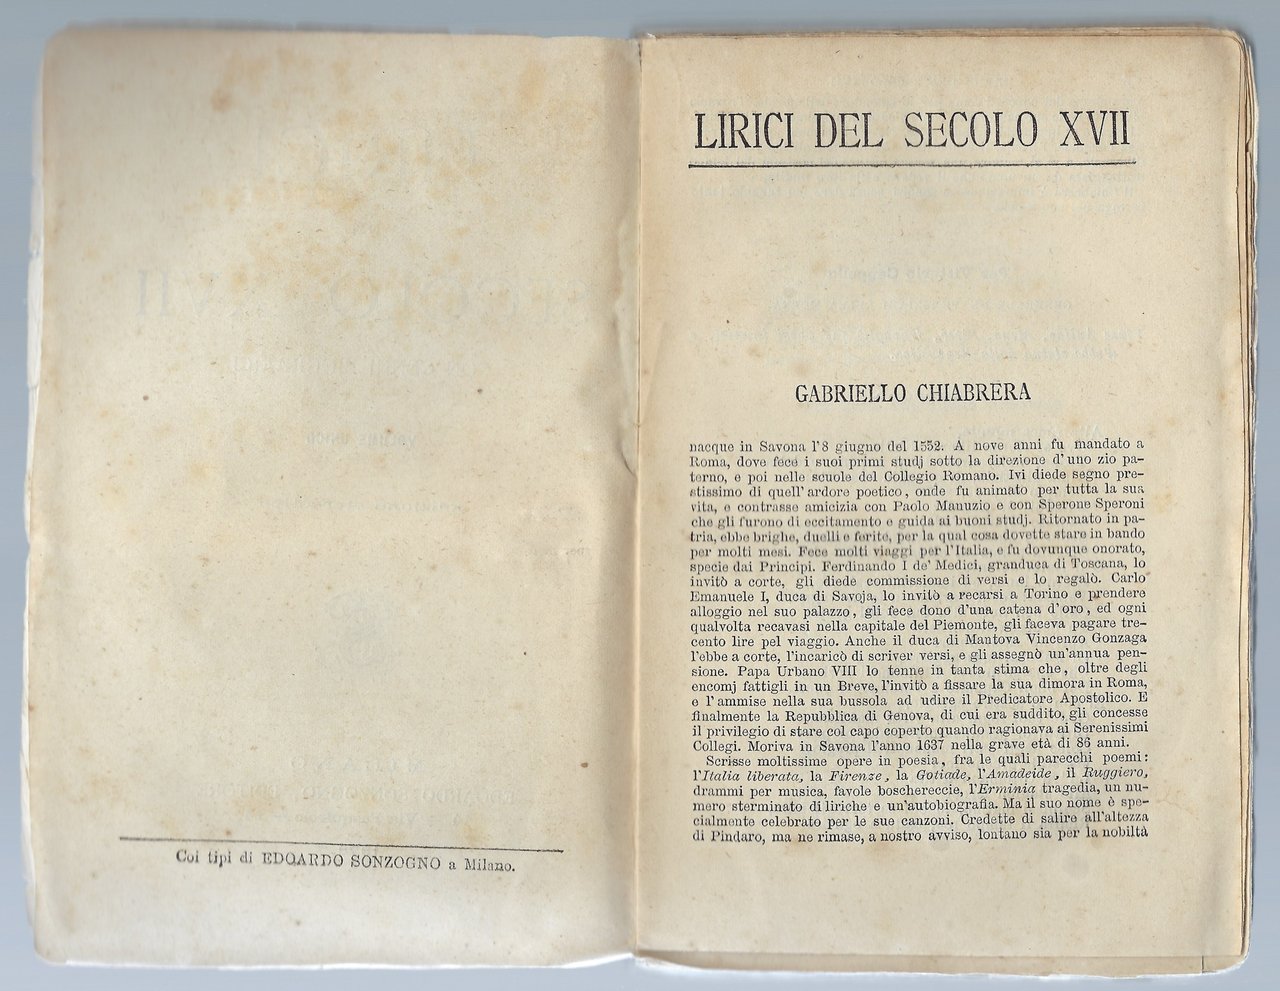 Coi tipi di EDOARDO SONZOGNO a Milano.
LIRICI DEL SECOLO XVII
GABRIELLO CHIABRERA
nacque in Savona l'8 giugno del 1552. A nove anni fu mandato a
Roma, dove fece i suoi primi studj sotto la direzione d'uno zio pa-
terno, e poi nelle scuole del Collegio Romano. Ivi diede segno pre-
stissimo di quell'ardore poetico, onde fu animato per tutta la sua
vita, e contrasse amicizia con Paolo Manuzio e con Sperone Speroni
che gli furono di eccitamento e guida ai buoni studj. Ritornato in pa-
tria, ebbe brighe, duelli e ferite, per la qual cosa dovette stare in bando
per molti mesi. Fece molti viaggi per l'Italia, e fu dovunque onorato,
specie dai Principi. Ferdinando I de' Medici, granduca di Toscana, lo
invitò a corte, gli diede commissione di versi e lo regalò. Carlo
Emanuele I, duca di Savoja, lo invitò a recarsi a Torino e prendere
alloggio nel suo palazzo, gli fece dono d'una catena d'oro, ed ogni
qualvolta recavasi nella capitale del Piemonte, gli faceva pagare tre-
cento lire pel viaggio. Anche il duca di Mantova Vincenzo Gonzaga
l'ebbe a corte, l'incaricò di scriver versi, e gli assegnò un'annua pen-
sione. Papa Urbano VIII lo tenne in tanta stima che, oltre degli
encomj fattigli in un Breve, l'invitò a fissare la sua dimora in Roma,
e l'ammise nella sua bussola ad udire il Predicatore Apostolico. E
finalmente la Repubblica di Genova, di cui era suddito, gli concesse
il privilegio di stare col capo coperto quando ragionava ai Serenissimi
Collegi. Moriva in Savona l'anno 1637 nella grave età di 86 anni.
Scrisse moltissime opere in poesia, fra le quali parecchi poemi:
l'Italia liberata, la Firenze, la Gotiade, l'Amadeide, il Ruggiero,
drammi per musica, favole boschereccie, l'Erminia tragedia, un nu-
mero sterminato di liriche e un'autobiografia. Ma il suo nome è spe-
cialmente celebrato per le sue canzoni. Credette di salire all'altezza
di Pindaro, ma ne rimase, a nostro avviso, lontano sia per la nobiltà